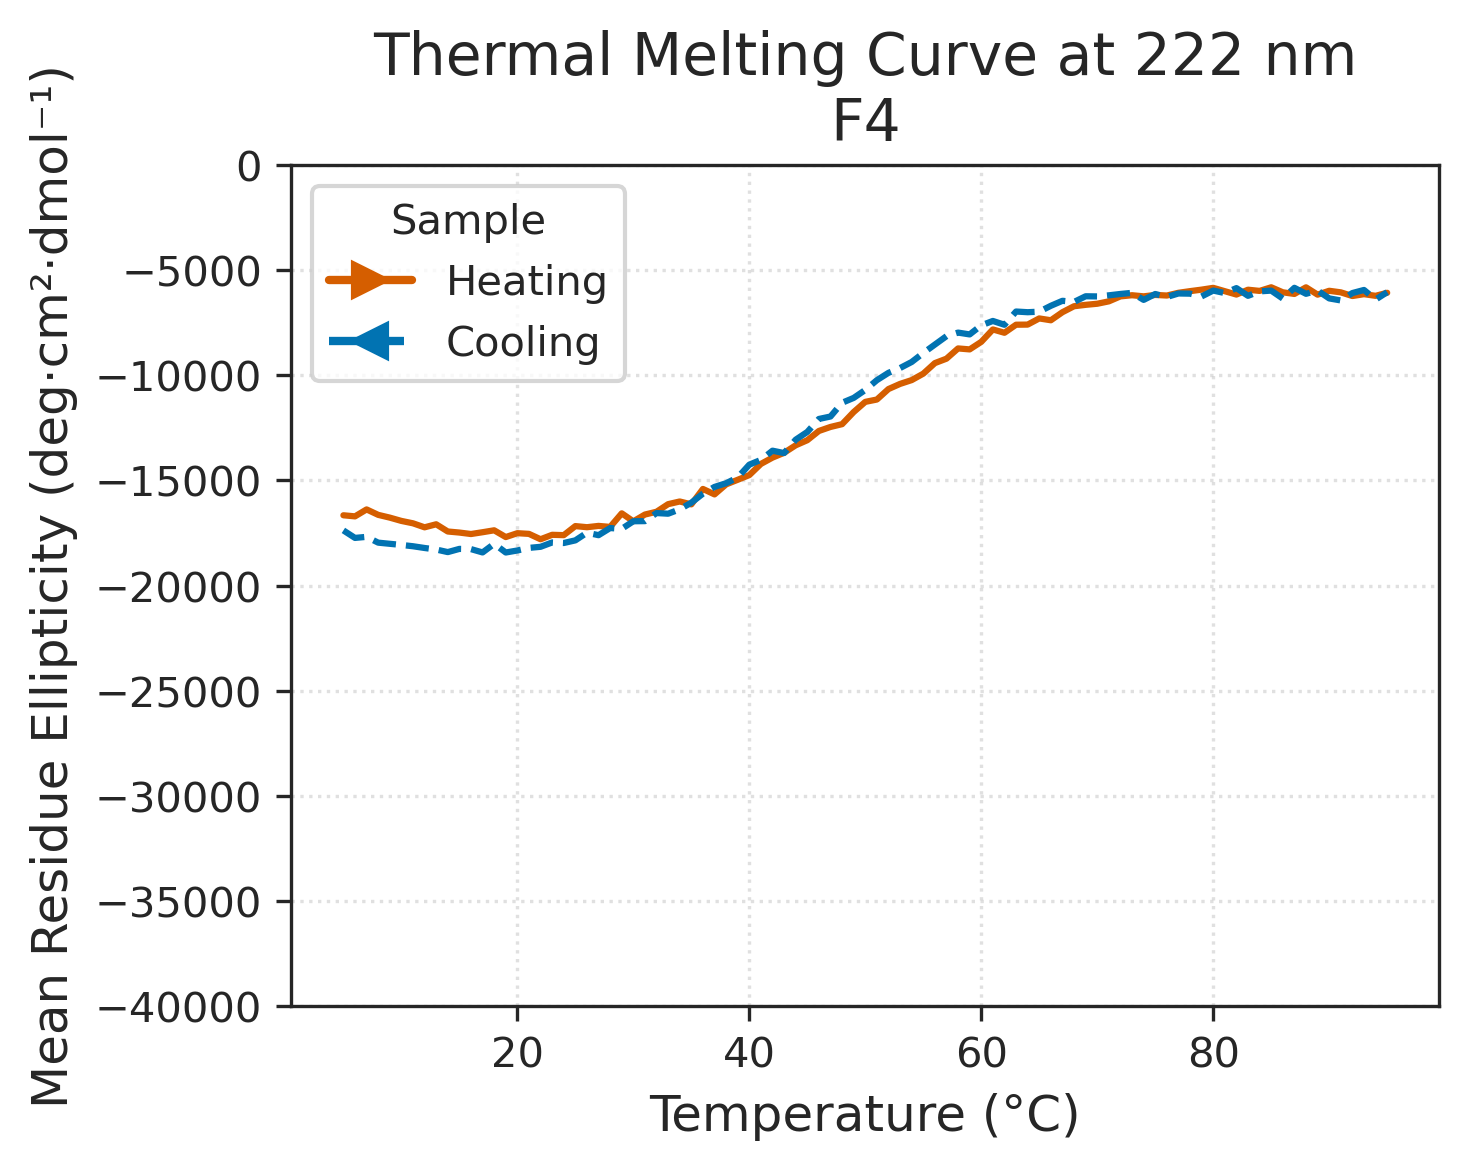 Thermal Melting Curve at 222 nm
F4
Mean Residue Ellipticity (deg·cm²·dmol⁻¹)
0
−5000
−10000
−15000
−20000
−25000
−30000
−35000
−40000
Sample
Heating
Cooling
20 40 60 80
Temperature (°C)